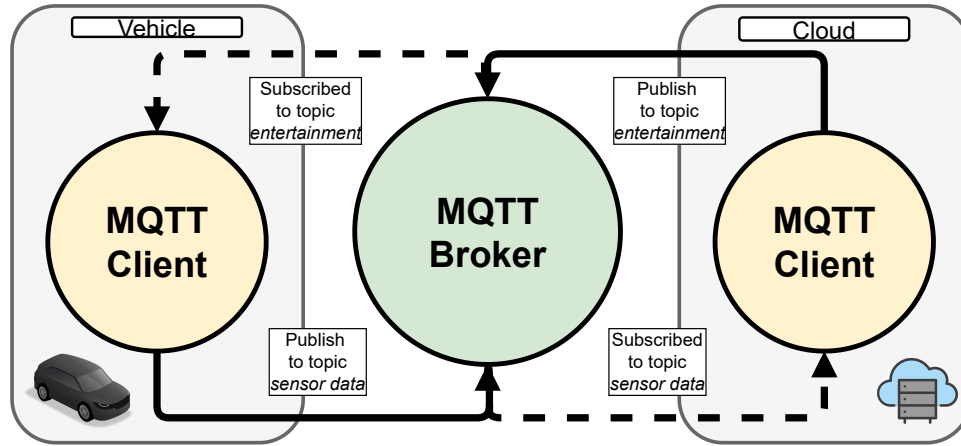 Vehicle
Cloud
Subscribed
to topic
entertainment
Publish
to topic
entertainment
MQTT
Client
MQTT
Broker
MQTT
Client
Publish
to topic
sensor data
Subscribed
to topic
sensor data